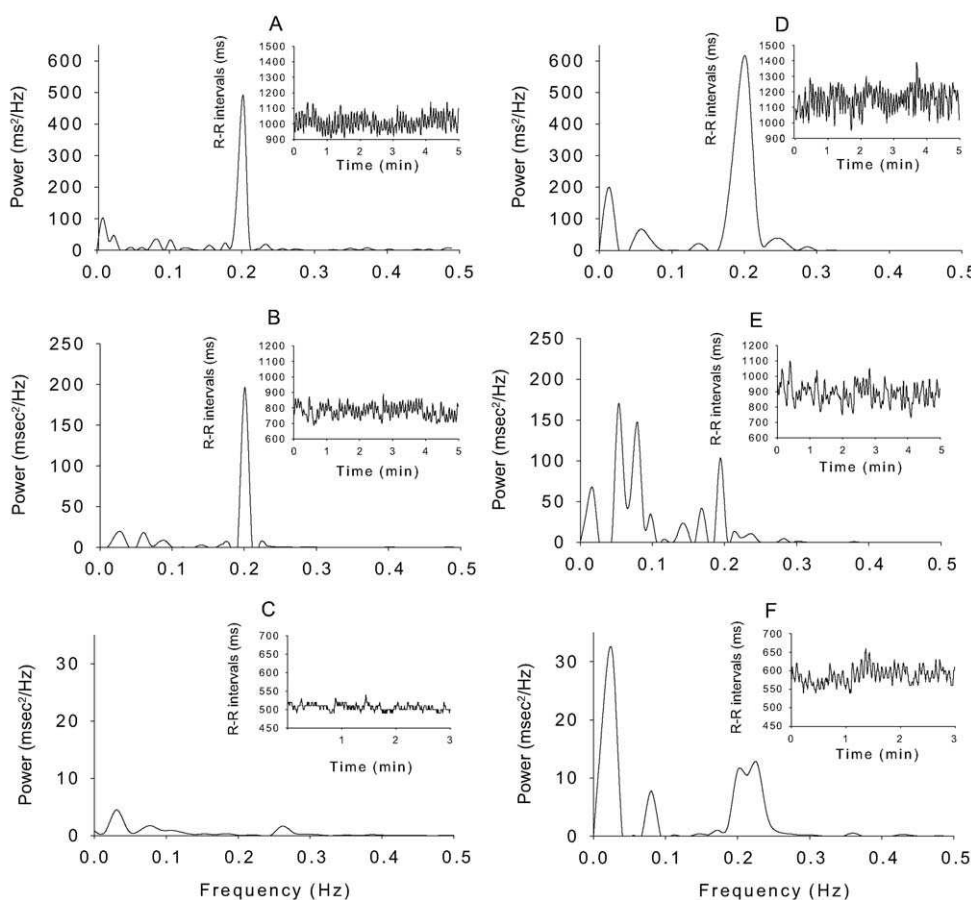 A
Power (ms²/Hz)
600
500
400
300
200
100
0
0.0 0.1 0.2 0.3 0.4 0.5
R-R intervals (ms)
1500
1400
1300
1200
1100
1000
900
0 1 2 3 4 5
Time (min)
D
Power (ms²/Hz)
600
500
400
300
200
100
0
0.0 0.1 0.2 0.3 0.4 0.5
R-R intervals (ms)
1500
1400
1300
1200
1100
1000
900
0 1 2 3 4 5
Time (min)
B
Power (msec²/Hz)
250
200
150
100
50
0
0.0 0.1 0.2 0.3 0.4 0.5
R-R intervals (ms)
1200
1100
1000
900
800
700
600
0 1 2 3 4 5
Time (min)
E
Power (msec²/Hz)
250
200
150
100
50
0
0.0 0.1 0.2 0.3 0.4 0.5
R-R intervals (ms)
1200
1100
1000
900
800
700
600
0 1 2 3 4 5
Time (min)
C
Power (msec²/Hz)
30
20
10
0
0.0 0.1 0.2 0.3 0.4 0.5
Frequency (Hz)
R-R intervals (ms)
700
650
600
550
500
450
1 2 3
Time (min)
F
Power (msec²/Hz)
30
20
10
0
0.0 0.1 0.2 0.3 0.4 0.5
Frequency (Hz)
R-R intervals (ms)
700
650
600
550
500
450
0 1 2 3
Time (min)